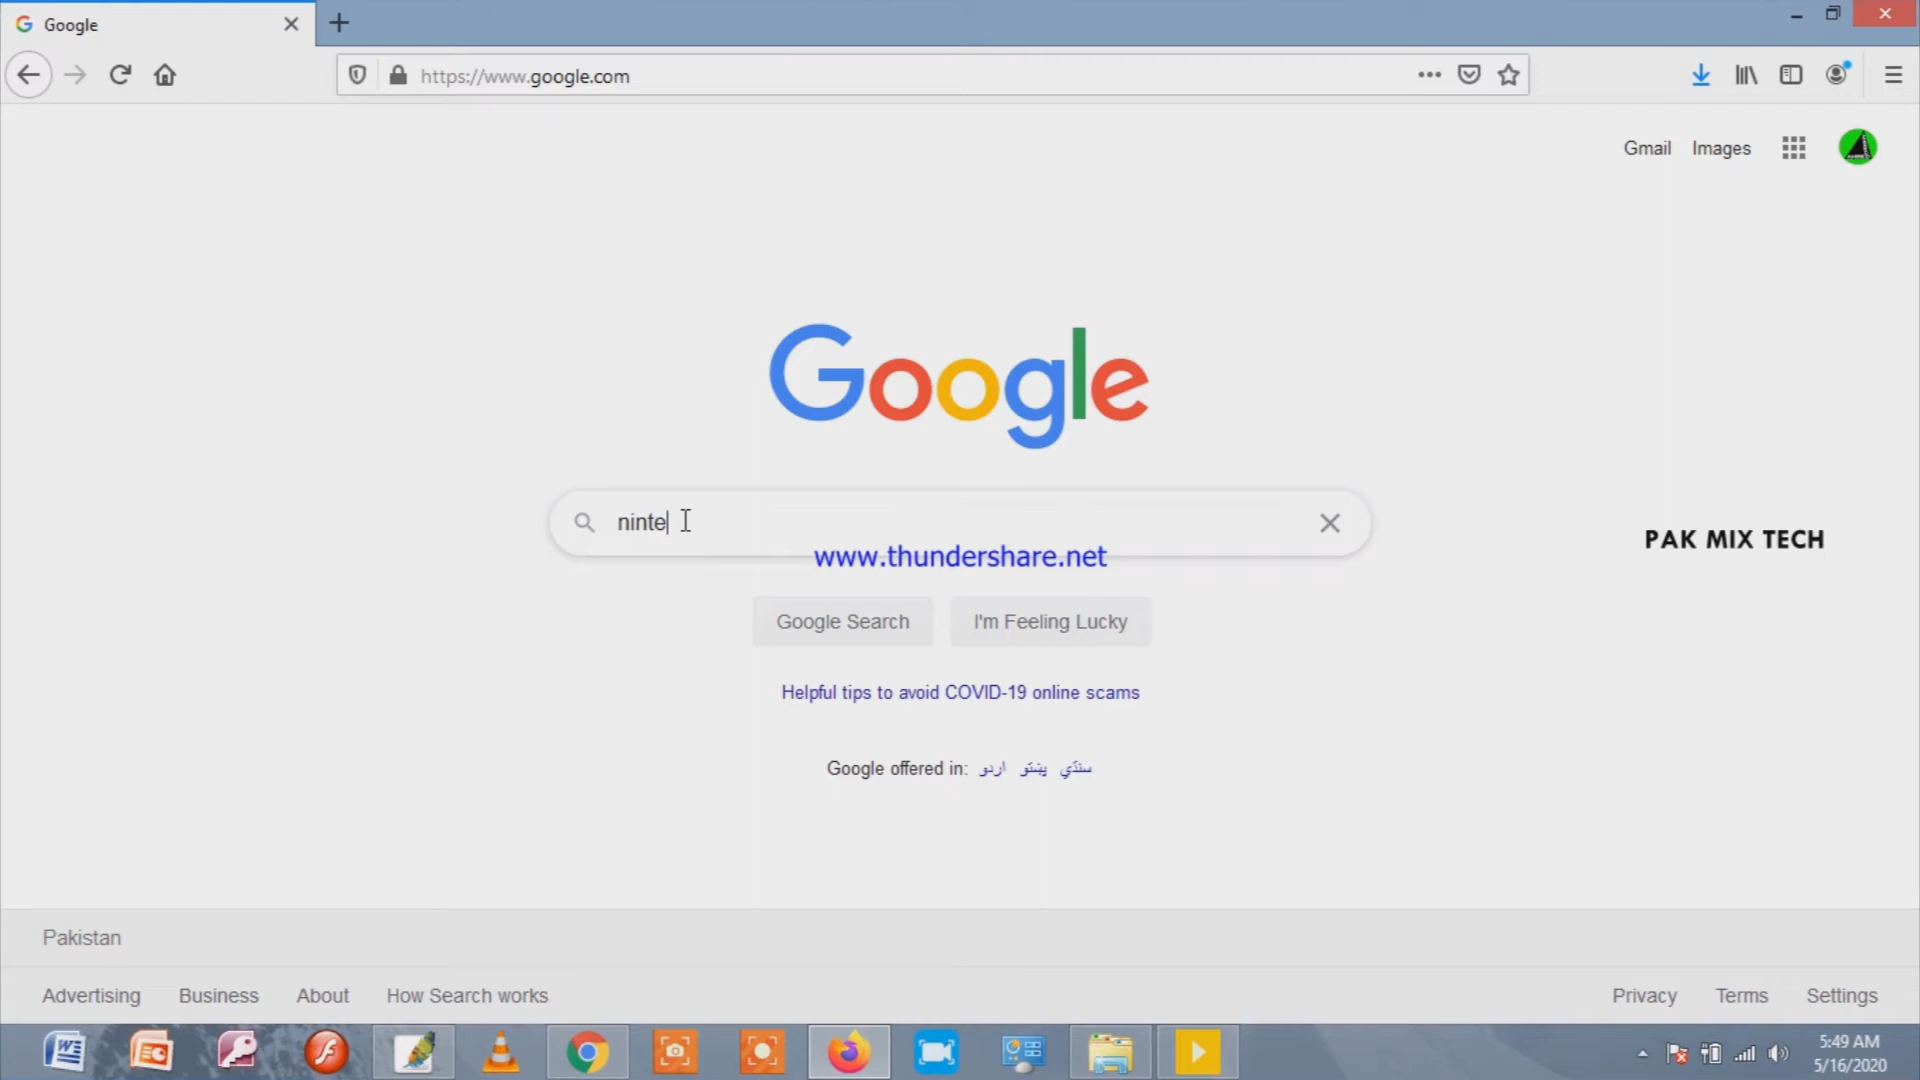 Google
https://www.google.com
Gmail Images
Google
ninte
www.thundershare.net
PAK MIX TECH
Google Search I'm Feeling Lucky
Helpful tips to avoid COVID-19 online scams
Google offered in: اردو پښتو سنڌي
Pakistan
Advertising Business About How Search works Privacy Terms Settings
5:49 AM
5/16/2020